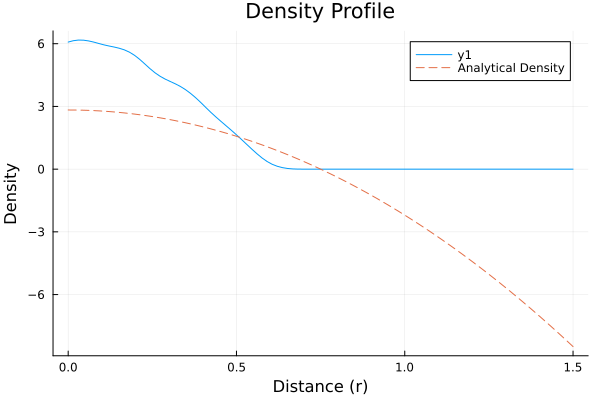 Density Profile
y1
Analytical Density
6
3
0
−3
−6
Density
0.0
0.5
1.0
1.5
Distance (r)